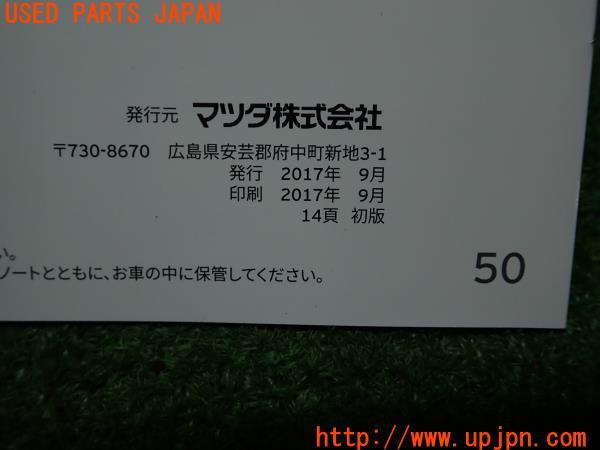 USED PARTS JAPAN
発行元 マツダ株式会社
〒730-8670 広島県安芸郡府中町新地3-1
発行 2017年 9月
印刷 2017年 9月
14頁 初版
い。
ノートとともに、お車の中に保管してください。
50
http://www.upjpn.com